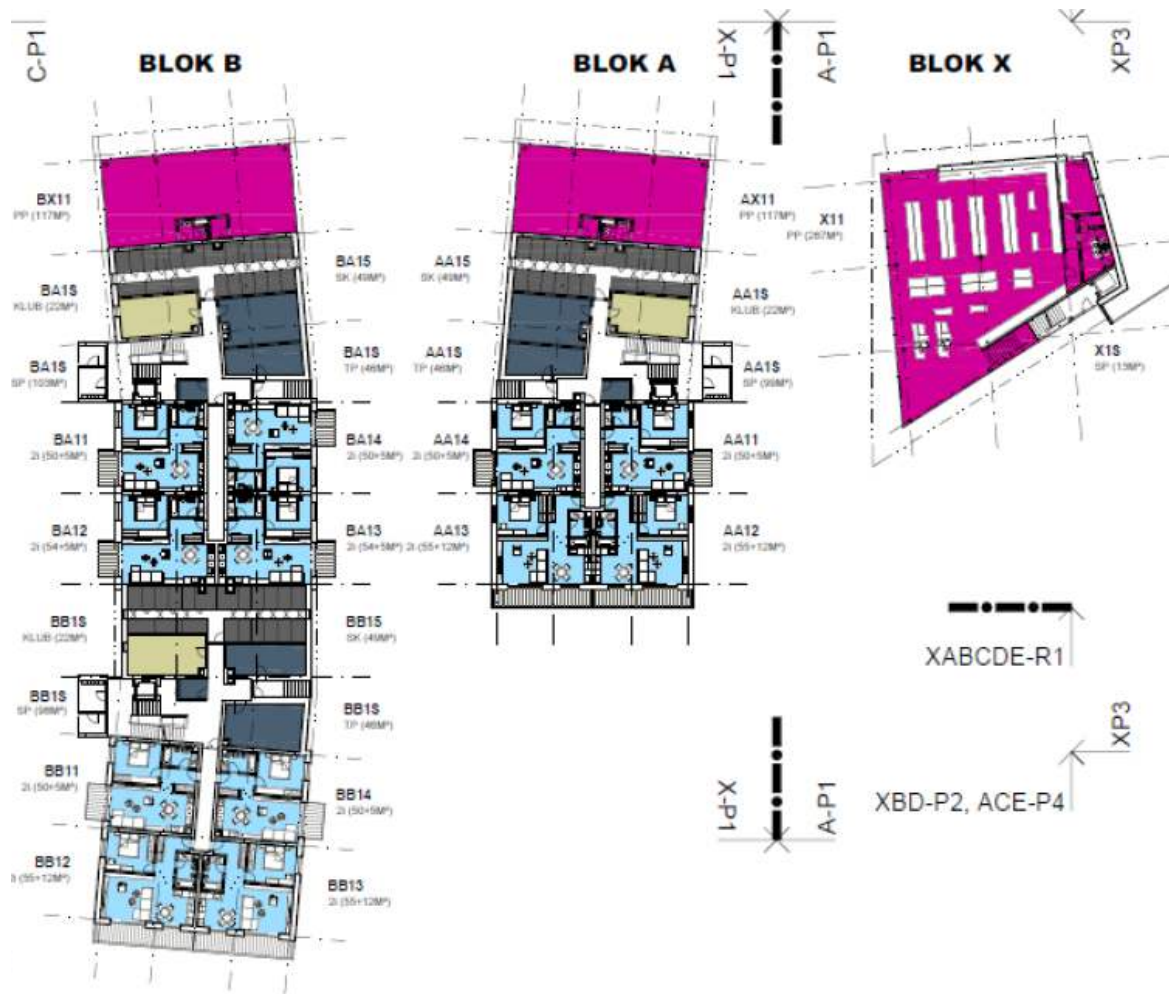 C-P1
BLOK B
BLOK A
X-P1
A-P1
BLOK X
XP3
BX11
PP (117M²)
AX11
PP (117M²)
X11
PP (267M²)
BA15
SK (49M²)
AA15
SK (49M²)
BA1S
KLUB (22M²)
AA1S
KLUB (22M²)
BA1S
SP (103M²)
BA1S
TP (46M²)
AA1S
TP (46M²)
AA1S
SP (99M²)
X1S
SP (13M²)
BA11
2i (50+5M²)
BA14
2i (50+5M²)
AA14
2i (50+5M²)
AA11
2i (50+5M²)
BA12
2i (54+5M²)
BA13
2i (54+5M²)
AA13
2i (55+12M²)
AA12
2i (55+12M²)
BB1S
KLUB (22M²)
BB15
SK (49M²)
XABCDE-R1
BB1S
SP (98M²)
BB1S
TP (46M²)
X-P1
A-P1
XP3
BB11
2i (50+5M²)
BB14
2i (50+5M²)
XBD-P2, ACE-P4
BB12
i (55+12M²)
BB13
2i (55+12M²)